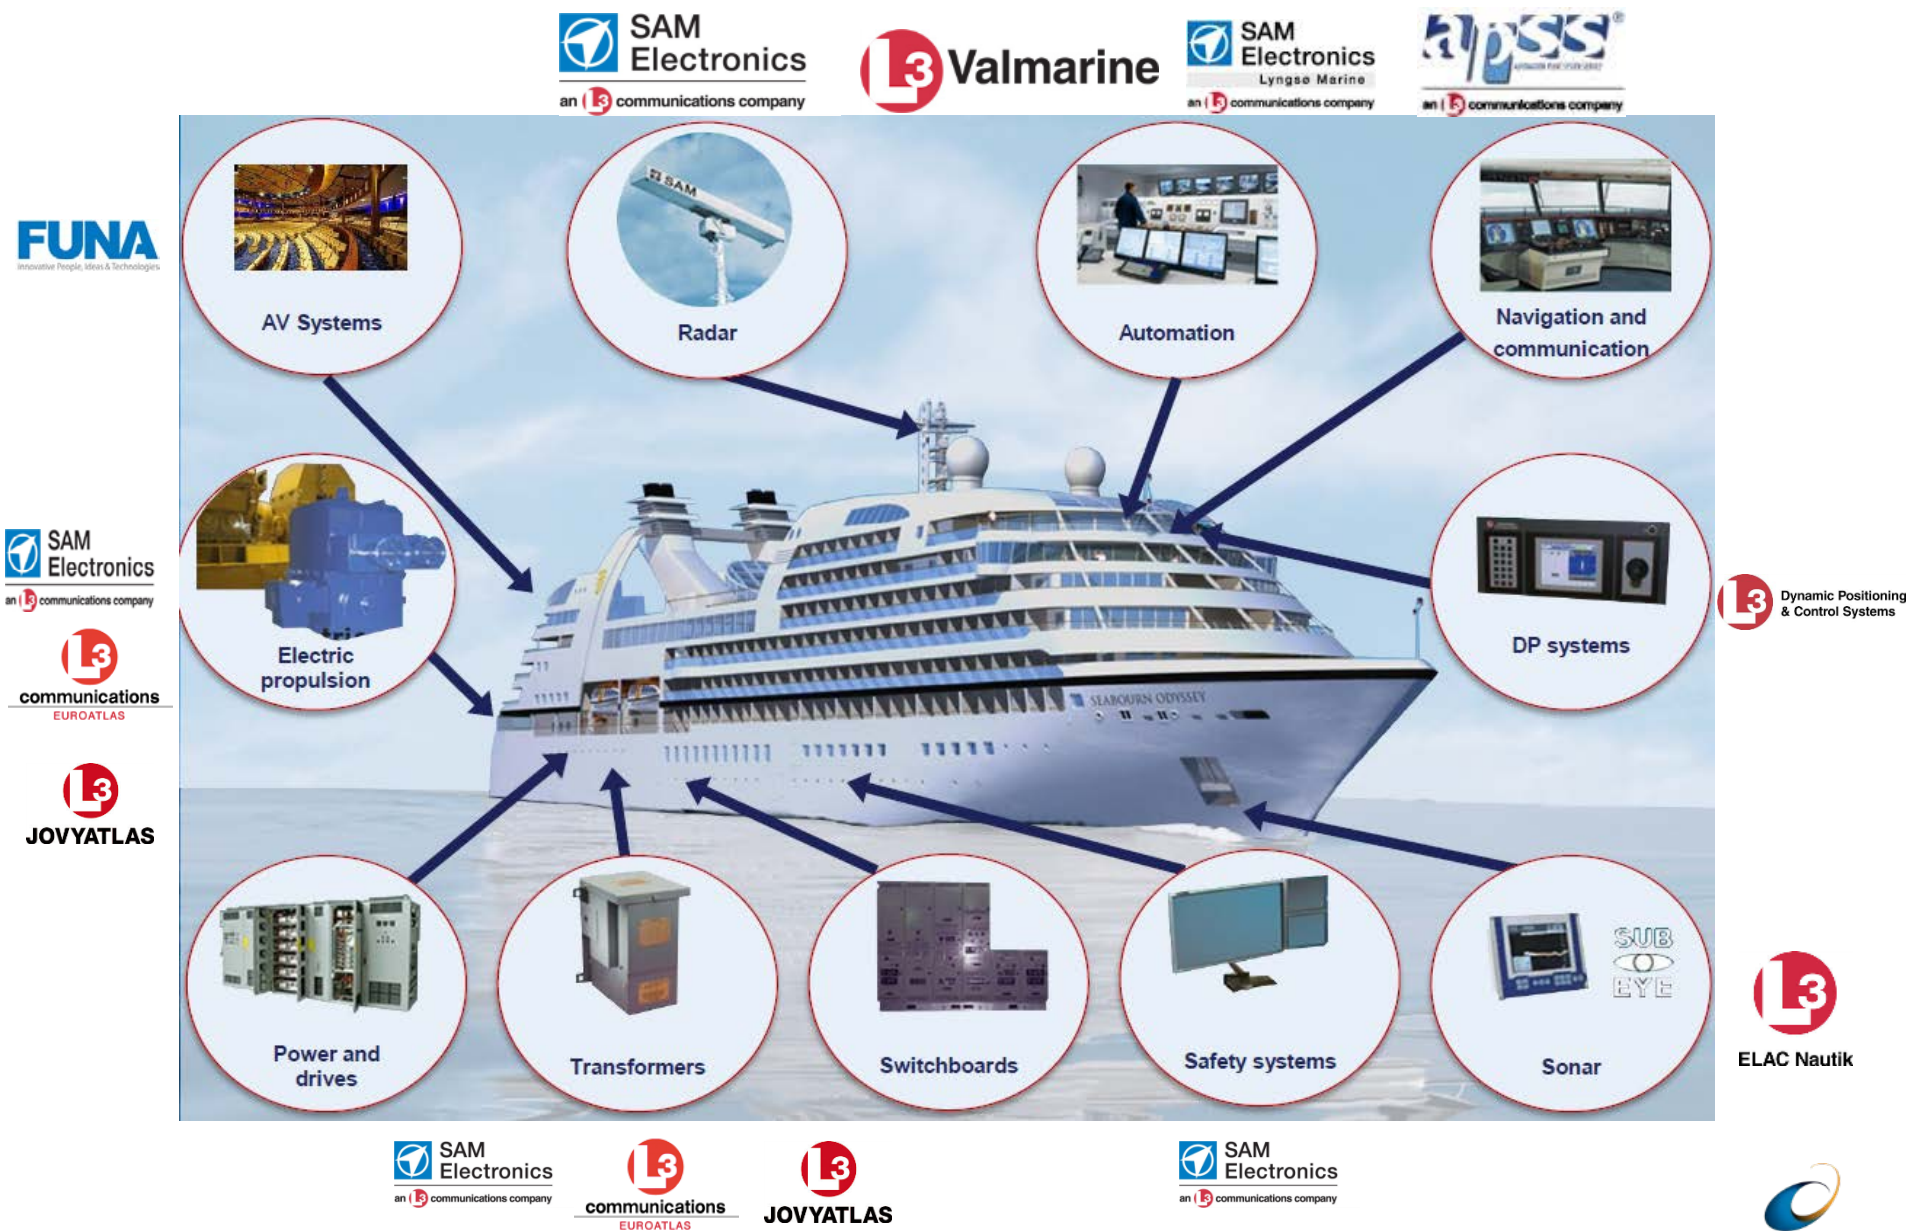 SAM
Electronics
an L3 communications company
L3 Valmarine
SAM
Electronics
Lyngsø Marine
an L3 communications company
apss®
an L3 communications company
FUNA
Innovative People, Ideas & Technologies
SAM
AV Systems
Radar
Automation
Navigation and
communication
SAM
Electronics
an L3 communications company
L3
communications
EUROATLAS
L3
JOVYATLAS
Electric
propulsion
DP systems
L3 Dynamic Positioning
& Control Systems
SEABOURN ODYSSEY
Power and
drives
Transformers
Switchboards
Safety systems
SUB
EYE
Sonar
L3
ELAC Nautik
SAM
Electronics
an L3 communications company
L3
communications
EUROATLAS
L3
JOVYATLAS
SAM
Electronics
an L3 communications company